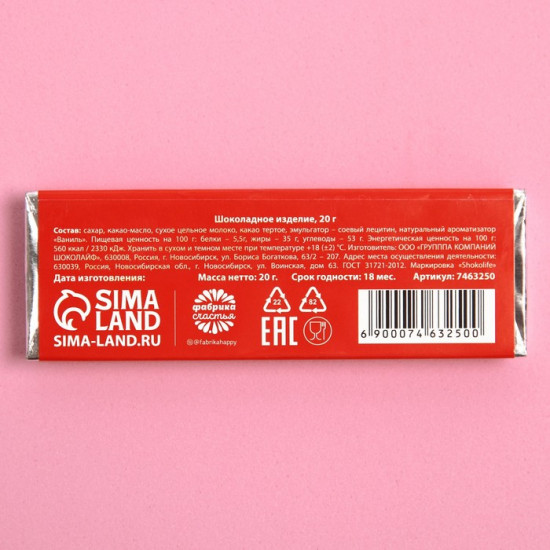 Шоколадное изделие, 20 г
Состав: сахар, какао-масло, сухое цельное молоко, какао тертое, эмульгатор – соевый лецитин, натуральный ароматизатор
«Ваниль». Пищевая ценность на 100 г: белки – 5,5г, жиры – 35 г, углеводы – 53 г. Энергетическая ценность на 100 г:
560 ккал / 2330 кДж. Хранить в сухом и темном месте при температуре +18 (±2) °С. Изготовитель: ООО «ГРУПППА КОМПАНИЙ
ШОКОЛАЙФ», 630008, Россия, г. Новосибирск, ул. Бориса Богаткова, 63/2 – 207. Адрес места осуществления деятельности:
630039, Россия, Новосибирская обл., г. Новосибирск, ул. Воинская, дом 63. ГОСТ 31721-2012. Маркировка «Shokolife»
Дата изготовления: Масса нетто: 20 г. Срок годности: 18 мес. Артикул: 7463250
SIMA
LAND
SIMA-LAND.RU
фабрика
счастья
@fabrikahappy
22
82
EAC
6 900074 632500